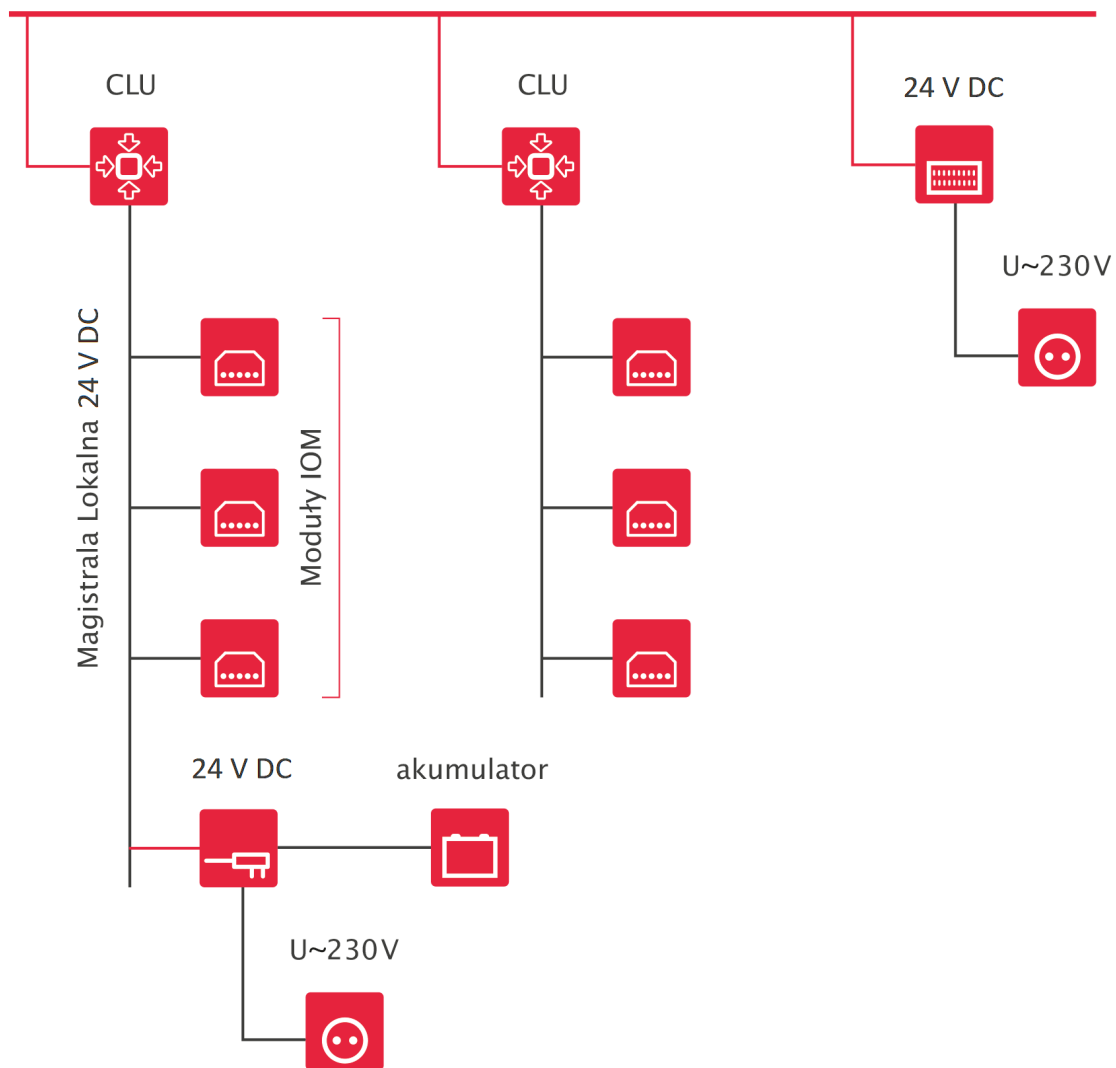 CLU
CLU
24 V DC
U~230V
Magistrala Lokalna 24 V DC
Moduły IOM
24 V DC
akumulator
U~230V